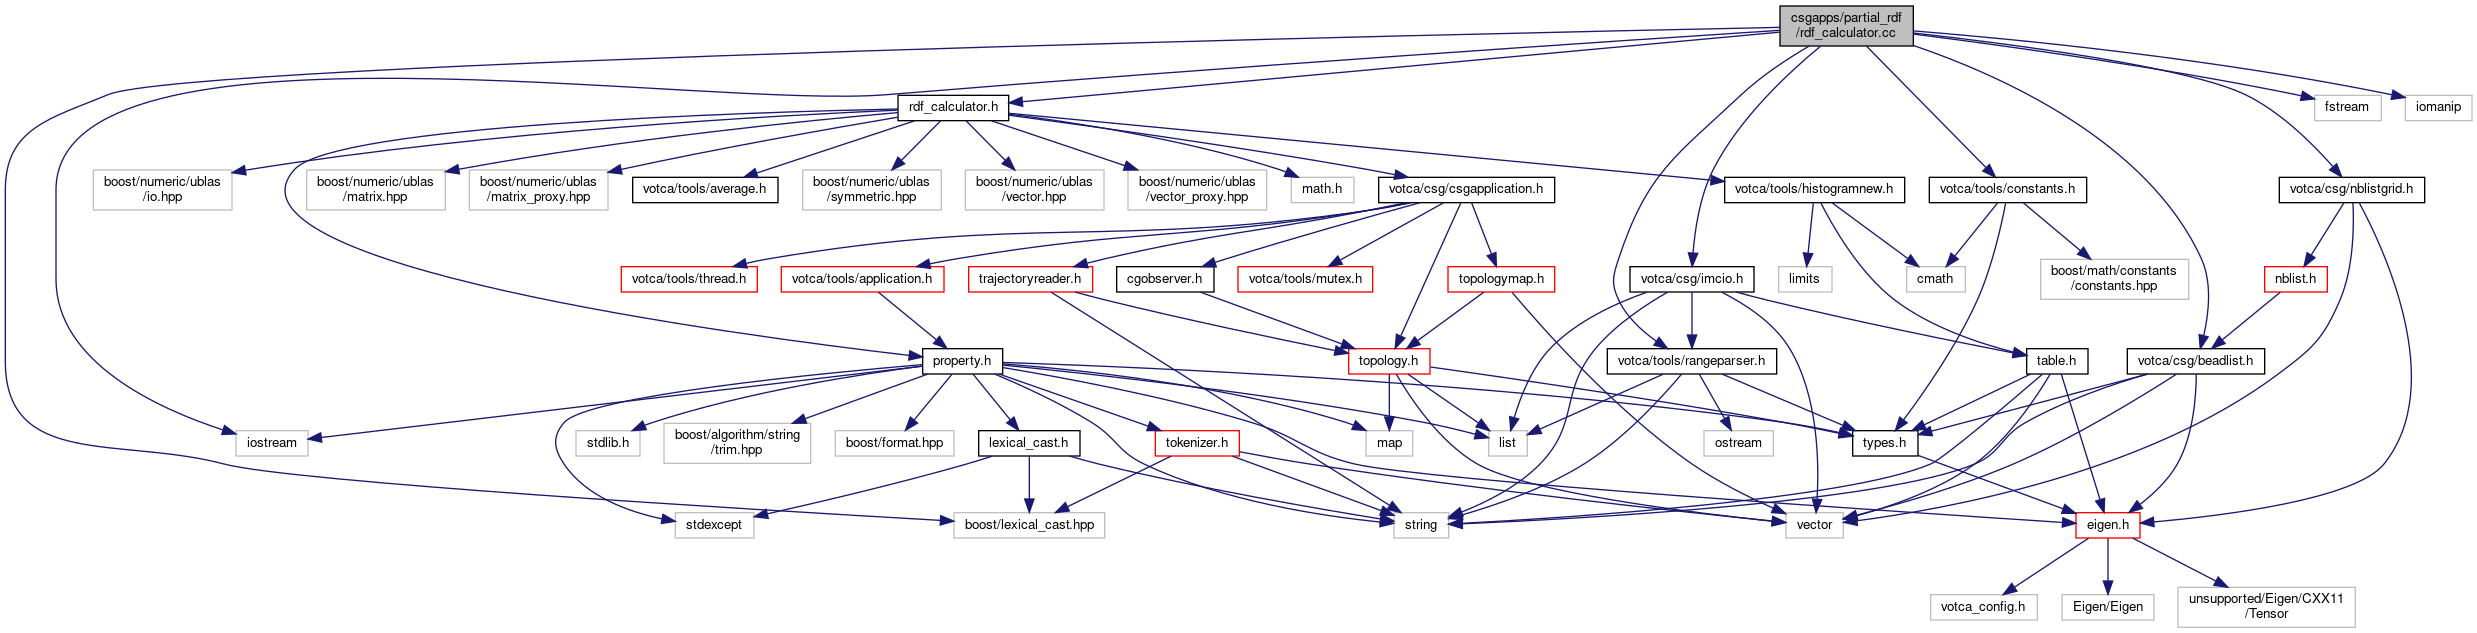 csgapps/partial_rdf
/rdf_calculator.cc
rdf_calculator.h
fstream
iomanip
boost/numeric/ublas
/io.hpp
boost/numeric/ublas
/matrix.hpp
boost/numeric/ublas
/matrix_proxy.hpp
votca/tools/average.h
boost/numeric/ublas
/symmetric.hpp
boost/numeric/ublas
/vector.hpp
boost/numeric/ublas
/vector_proxy.hpp
math.h
votca/csg/csgapplication.h
votca/tools/histogramnew.h
votca/tools/constants.h
votca/csg/nblistgrid.h
votca/tools/thread.h
votca/tools/application.h
trajectoryreader.h
cgobserver.h
votca/tools/mutex.h
topologymap.h
votca/csg/imcio.h
limits
cmath
boost/math/constants
/constants.hpp
nblist.h
property.h
topology.h
votca/tools/rangeparser.h
table.h
votca/csg/beadlist.h
iostream
stdlib.h
boost/algorithm/string
/trim.hpp
boost/format.hpp
lexical_cast.h
tokenizer.h
map
list
ostream
types.h
stdexcept
boost/lexical_cast.hpp
string
vector
eigen.h
votca_config.h
Eigen/Eigen
unsupported/Eigen/CXX11
/Tensor